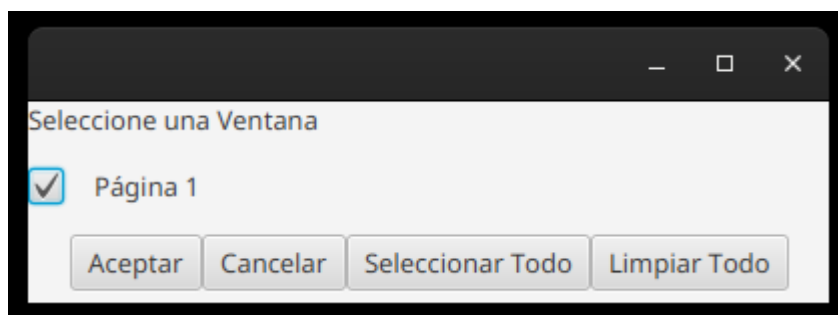 Seleccione una Ventana
Página 1
Aceptar Cancelar Seleccionar Todo Limpiar Todo